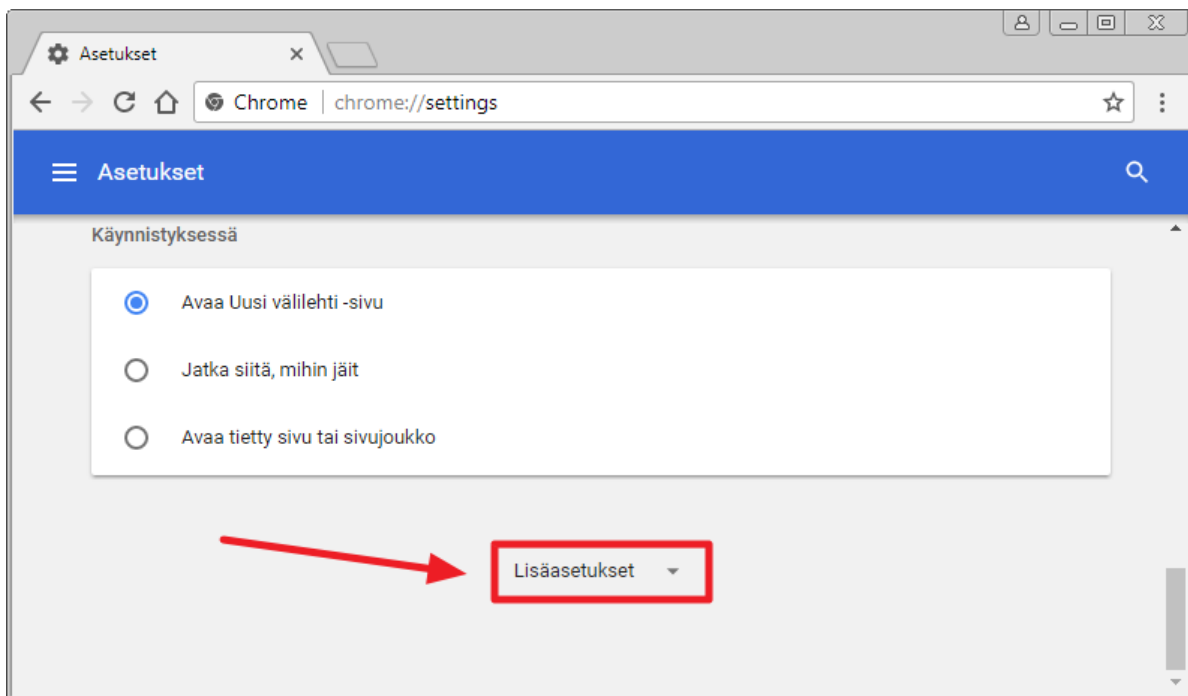 Asetukset
Chrome chrome://settings
Asetukset
Käynnistyksessä
Avaa Uusi välilehti -sivu
Jatka siitä, mihin jäit
Avaa tietty sivu tai sivujoukko
Lisäasetukset